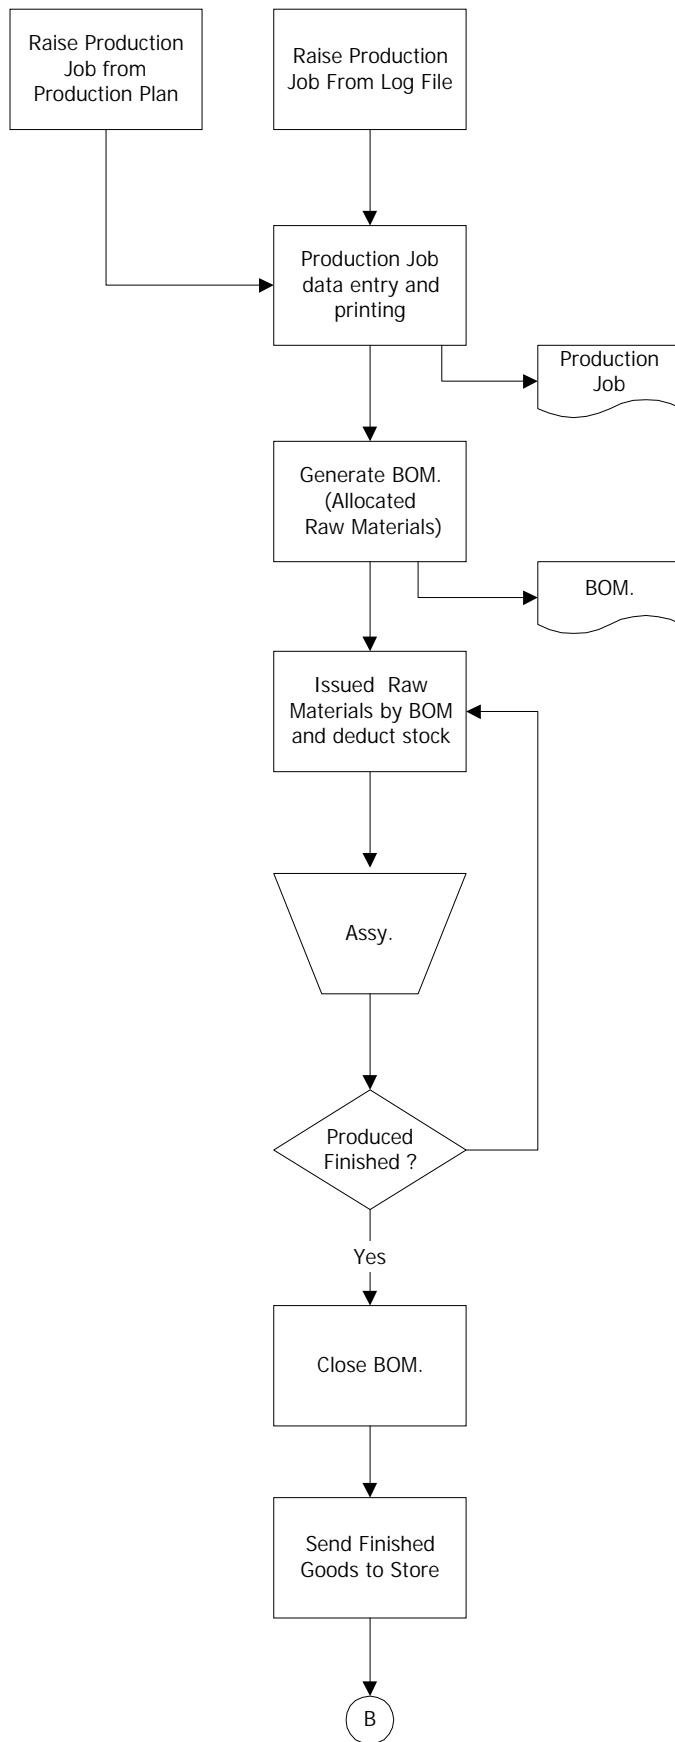 Raise Production
Job from
Production Plan
Raise Production
Job From Log File
Production Job
data entry and
printing
Production
Job
Generate BOM.
(Allocated
Raw Materials)
BOM.
Issued Raw
Materials by BOM
and deduct stock
Assy.
Produced
Finished ?
Yes
Close BOM.
Send Finished
Goods to Store
B